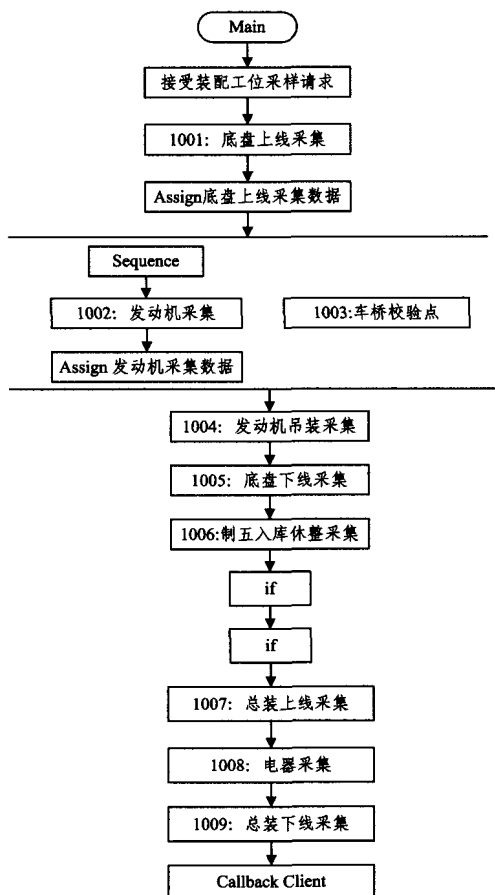 Main
接受装配工位采样请求
1001: 底盘上线采集
Assign底盘上线采集数据
Sequence
1002: 发动机采集
1003:车桥校验点
Assign 发动机采集数据
1004: 发动机吊装采集
1005: 底盘下线采集
1006:制五入库休整采集
if
if
1007: 总装上线采集
1008: 电器采集
1009: 总装下线采集
Callback Client